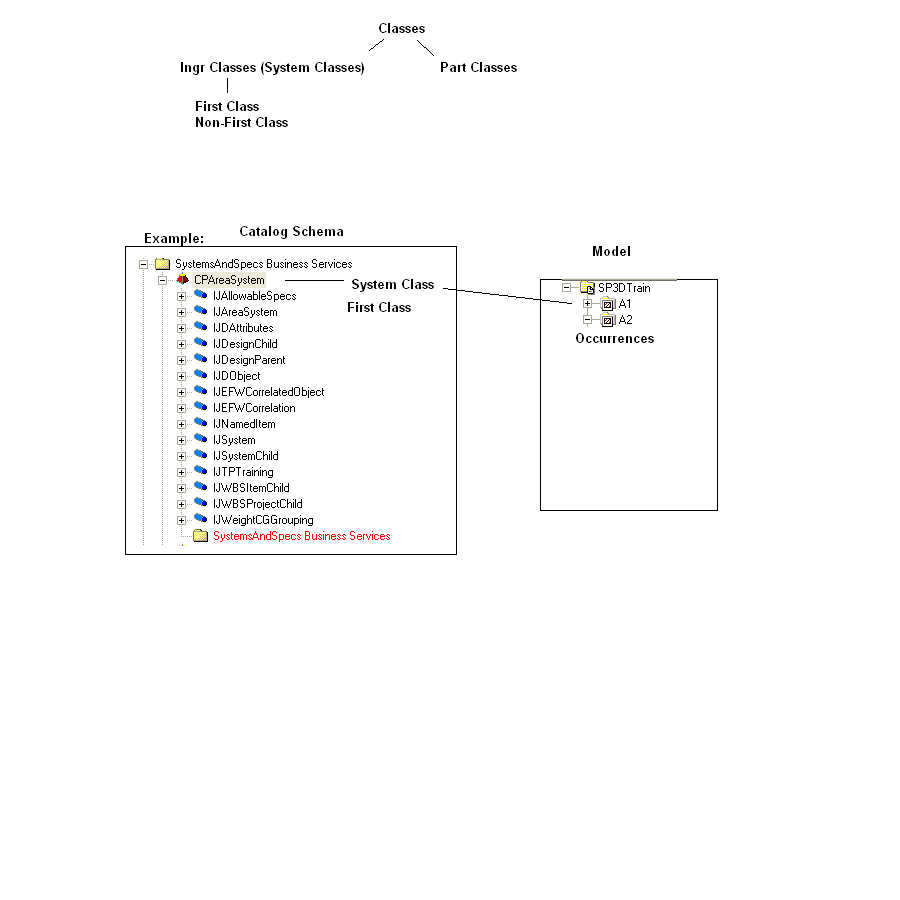 Classes
Ingr Classes (System Classes)
Part Classes
First Class
Non-First Class
Example:
Catalog Schema
SystemsAndSpecs Business Services
CPAreaSystem
IJAllowableSpecs
IJAreaSystem
IJDAttributes
IJDesignChild
IJDesignParent
IJDObject
IJEFWCorrelatedObject
IJEFWCorrelation
IJNamedItem
IJSystem
IJSystemChild
IJTPTraining
IJWBSItemChild
IJWBSProjectChild
IJWeightCGGrouping
SystemsAndSpecs Business Services
System Class
First Class
Model
SP3DTrain
A1
A2
Occurrences